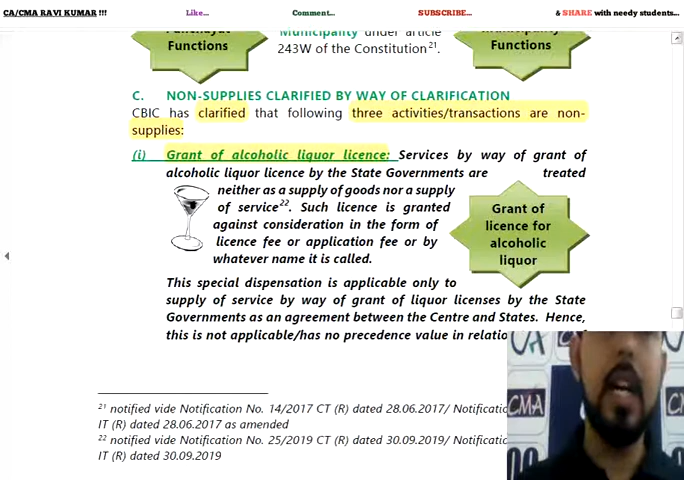 CA/CMA RAVI KUMAR !!!
Like...
Comment...
SUBSCRIBE...
& SHARE with needy students...
Functions
Municipality under article
243W of the Constitution21.
Functions
C. NON-SUPPLIES CLARIFIED BY WAY OF CLARIFICATION
CBIC has clarified that following three activities/transactions are non-
supplies:
(i) Grant of alcoholic liquor licence: Services by way of grant of
alcoholic liquor licence by the State Governments are treated
neither as a supply of goods nor a supply
of service22. Such licence is granted
against consideration in the form of
licence fee or application fee or by
whatever name it is called.
Grant of
licence for
alcoholic
liquor
This special dispensation is applicable only to
supply of service by way of grant of liquor licenses by the State
Governments as an agreement between the Centre and States. Hence,
this is not applicable/has no precedence value in
21 notified vide Notification No. 14/2017 CT (R) dated 28.06.2017/
IT (R) dated 28.06.2017 as amended
22 notified vide Notification No. 25/2019 CT (R) dated 30.09.2019/
IT (R) dated 30.09.2019
CA
CMA
CMA